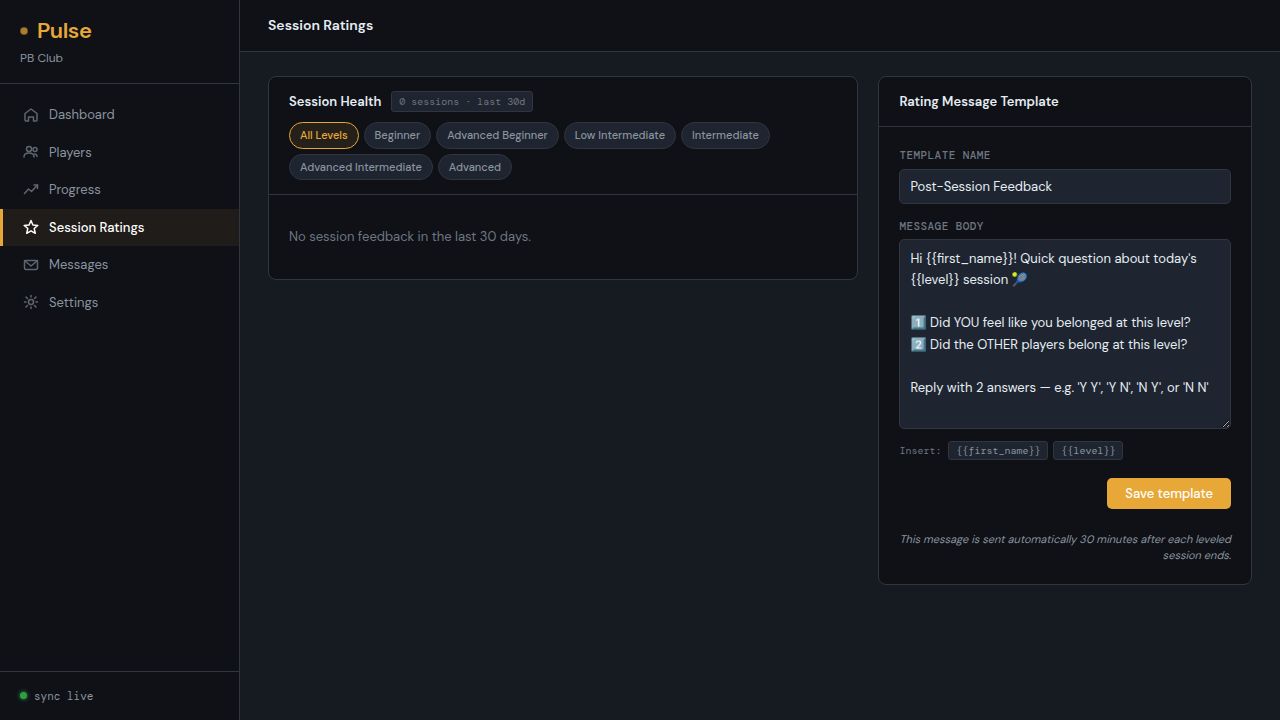 Pulse
PB Club
Dashboard
Players
Progress
Session Ratings
Messages
Settings
sync live
Session Ratings
Session Health
0 sessions · last 30d
All Levels
Beginner
Advanced Beginner
Low Intermediate
Intermediate
Advanced Intermediate
Advanced
No session feedback in the last 30 days.
Rating Message Template
TEMPLATE NAME
Post-Session Feedback
MESSAGE BODY
Hi {{first_name}}! Quick question about today's
{{level}} session 🎾
1️⃣ Did YOU feel like you belonged at this level?
2️⃣ Did the OTHER players belong at this level?
Reply with 2 answers — e.g. 'Y Y', 'Y N', 'N Y', or 'N N'
Insert: {{first_name}} {{level}}
Save template
This message is sent automatically 30 minutes after each leveled
session ends.